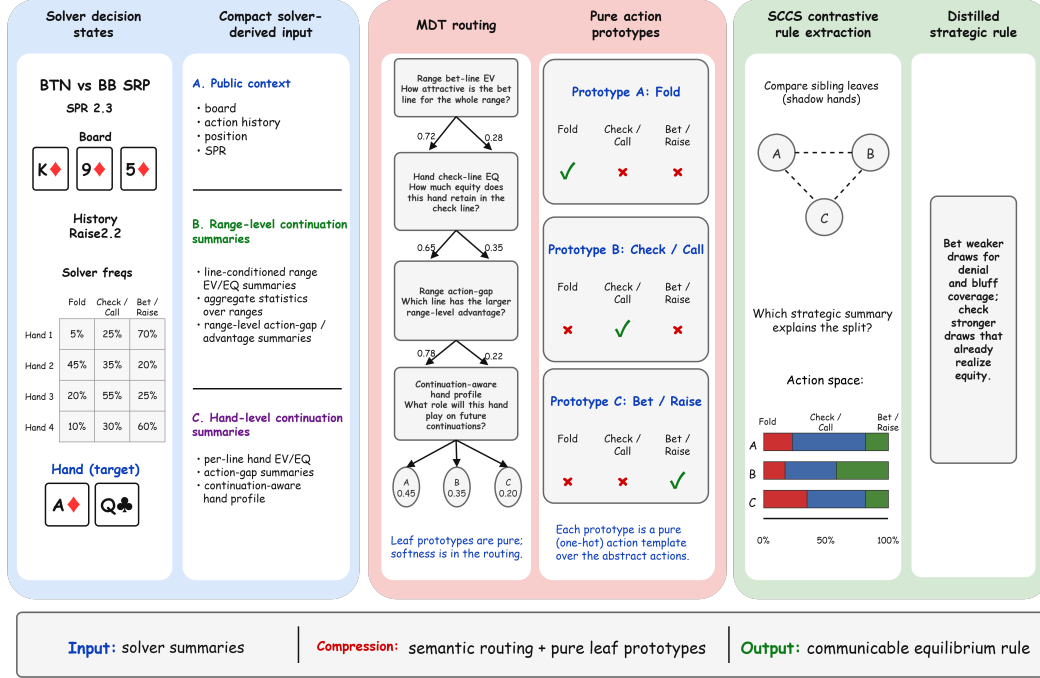 Solver decision
states
BTN vs BB SRP
SPR 2.3
Board
K♦ 9♦ 5♦
History
Raise2.2
Solver freqs
Fold Check / Call Bet / Raise
Hand 1 5% 25% 70%
Hand 2 45% 35% 20%
Hand 3 20% 55% 25%
Hand 4 10% 30% 60%
Hand (target)
A♦ Q♣
Compact solver-
derived input
A. Public context
• board
• action history
• position
• SPR
B. Range-level continuation
summaries
• line-conditioned range
EV/EQ summaries
• aggregate statistics
over ranges
• range-level action-gap /
advantage summaries
C. Hand-level continuation
summaries
• per-line hand EV/EQ
• action-gap summaries
• continuation-aware
hand profile
MDT routing
Range bet-line EV
How attractive is the bet
line for the whole range?
0.72 0.28
Hand check-line EQ
How much equity does
this hand retain in the
check line?
0.65 0.35
Range action-gap
Which line has the larger
range-level advantage?
0.78 0.22
Continuation-aware
hand profile
What role will this hand
play on future
continuations?
A B C
0.45 0.35 0.20
Leaf prototypes are pure;
softness is in the routing.
Pure action
prototypes
Prototype A: Fold
Fold Check / Call Bet / Raise
Prototype B: Check / Call
Fold Check / Call Bet / Raise
Prototype C: Bet / Raise
Fold Check / Call Bet / Raise
Each prototype is a pure
(one-hot) action template
over the abstract actions.
SCCS contrastive
rule extraction
Compare sibling leaves
(shadow hands)
A B
C
Which strategic summary
explains the split?
Action space:
Fold Check / Call Bet / Raise
A
B
C
0% 50% 100%
Distilled
strategic rule
Bet weaker
draws for
denial
and bluff
coverage;
check
stronger
draws that
already
realize
equity.
Input: solver summaries
Compression: semantic routing + pure leaf prototypes
Output: communicable equilibrium rule